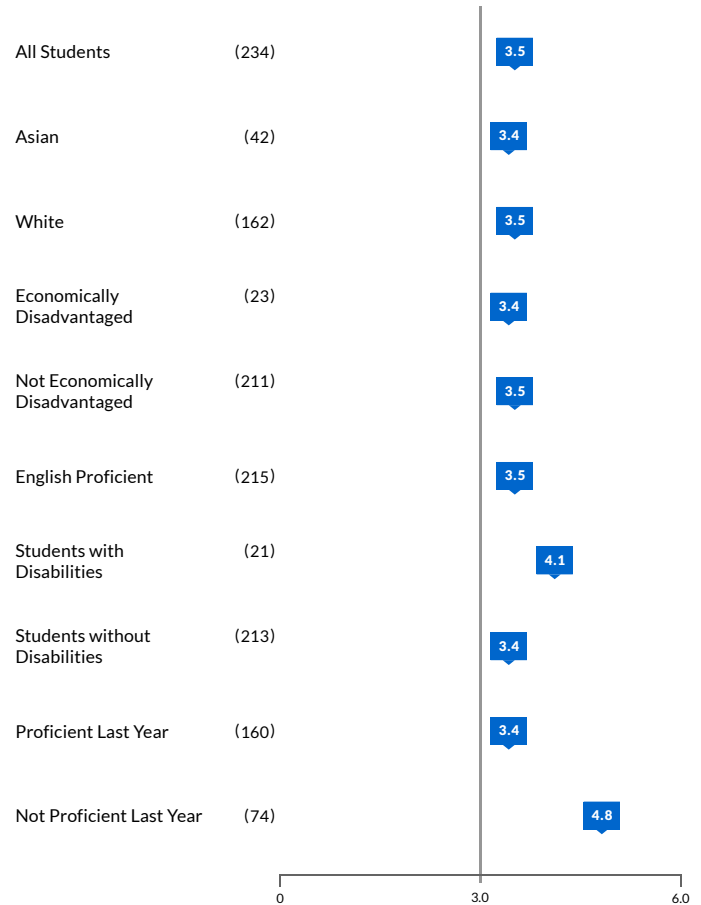 All Students (234) 3.5
Asian (42) 3.4
White (162) 3.5
Economically (23)
Disadvantaged 3.4
Not Economically (211)
Disadvantaged 3.5
English Proficient (215) 3.5
Students with (21)
Disabilities 4.1
Students without (213)
Disabilities 3.4
Proficient Last Year (160) 3.4
Not Proficient Last Year (74) 4.8
0 3.0 6.0